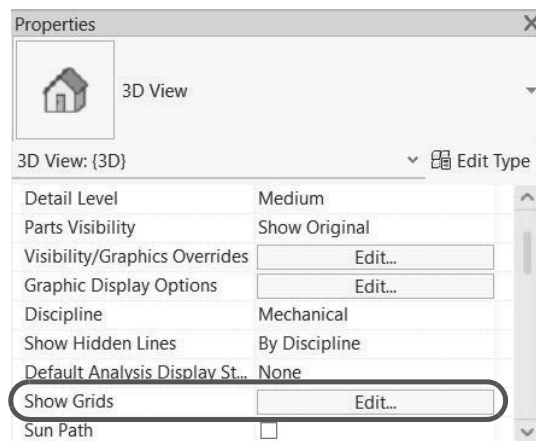 Properties
3D View
3D View: {3D} Edit Type
Detail Level Medium
Parts Visibility Show Original
Visibility/Graphics Overrides Edit...
Graphic Display Options Edit...
Discipline Mechanical
Show Hidden Lines By Discipline
Default Analysis Display St... None
Show Grids Edit...
Sun Path